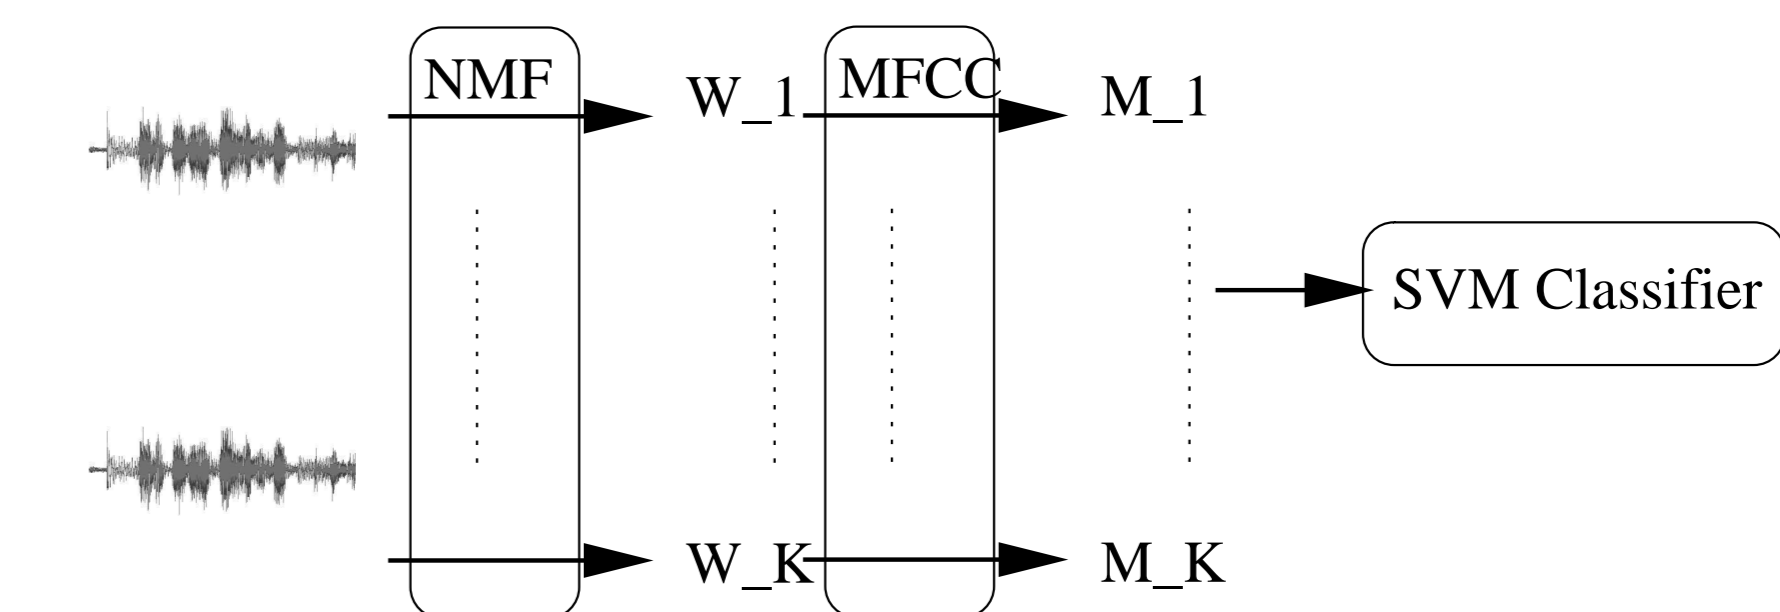 NMF
W_1
MFCC
M_1
SVM Classifier
W_K
M_K